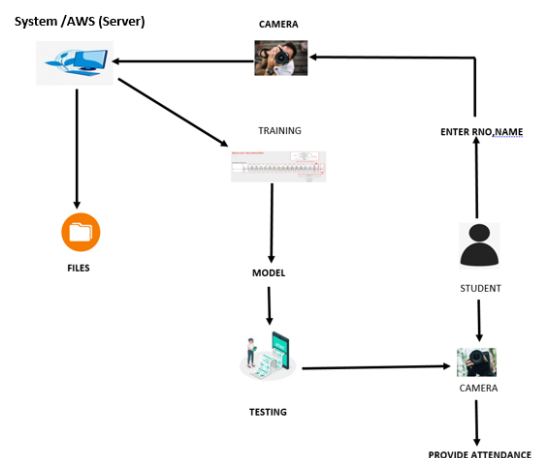 System /AWS (Server)
CAMERA
TRAINING
ENTER RNO,NAME
FILES
MODEL
STUDENT
CAMERA
TESTING
PROVIDE ATTENDANCE